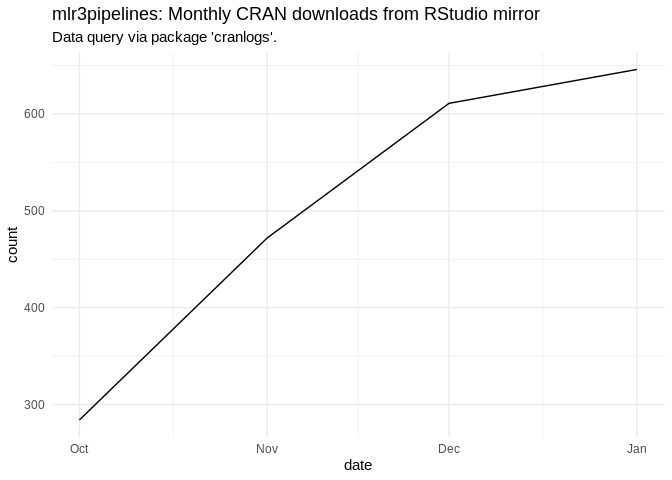 mlr3pipelines: Monthly CRAN downloads from RStudio mirror
Data query via package 'cranlogs'.
600
500
400
300
count
Oct Nov Dec Jan
date